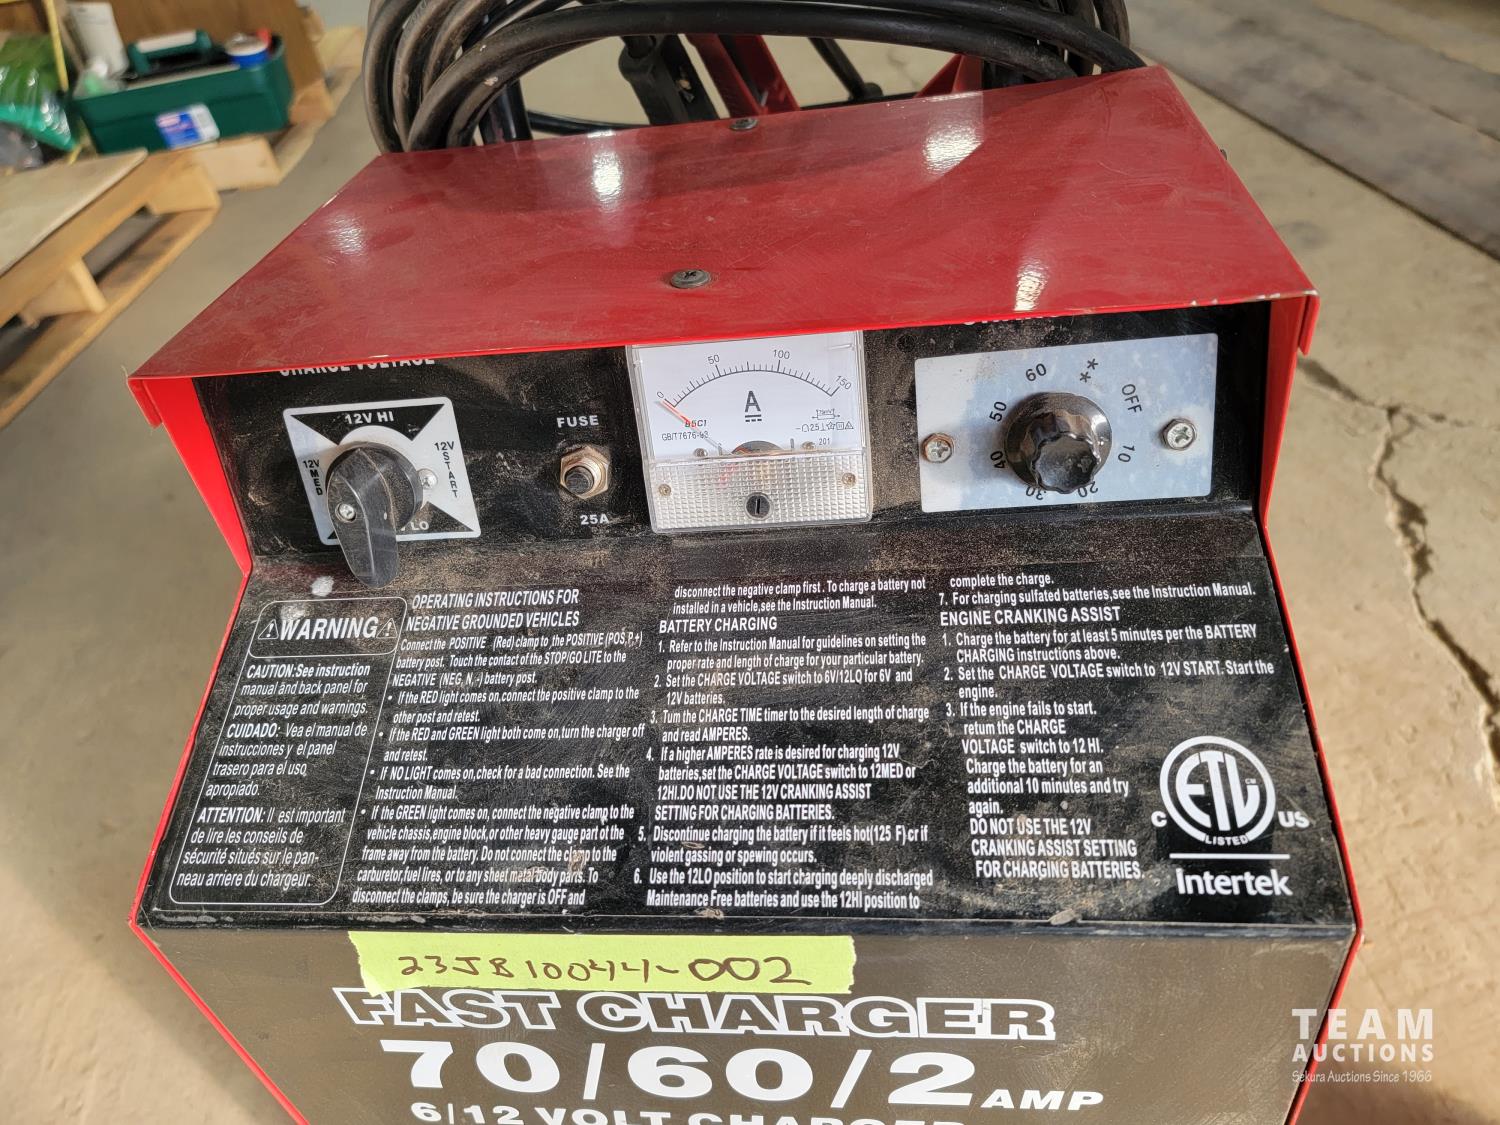 CHARGE VOLTAGE
12V HI
12V MED
12V START
LO
FUSE
25A
0 50 100 150
A
85C1
GB/T7676-98
201
60
**
OFF
50
10
40
30
20
WARNING
CAUTION:See instruction
manual and back panel for
proper usage and warnings.
CUIDADO: Vea el manual de
instrucciones y el panel
trasero para el uso
apropiado.
ATTENTION: Il est important
de lire les conseils de
sécurité situés sur le pan-
neau arriere du chargeur.
OPERATING INSTRUCTIONS FOR
NEGATIVE GROUNDED VEHICLES
Connect the POSITIVE (Red) clamp to the POSITIVE (POS,P,+)
battery post. Touch the contact of the STOP/GO LITE to the
NEGATIVE (NEG, N, -) battery post.
• If the RED light comes on,connect the positive clamp to the
other post and retest.
• If the RED and GREEN light both come on,turn the charger off
and retest.
• If NO LIGHT comes on,check for a bad connection. See the
Instruction Manual.
• If the GREEN light comes on, connect the negative clamp to the
vehicle chassis,engine block,or other heavy gauge part of the
frame away from the battery. Do not connect the clamp to the
carburetor,fuel lires, or to any sheet metal body parts. To
disconnect the clamps, be sure the charger is OFF and
disconnect the negative clamp first. To charge a battery not
installed in a vehicle,see the Instruction Manual.
BATTERY CHARGING
1. Refer to the Instruction Manual for guidelines on setting the
proper rate and length of charge for your particular battery.
2. Set the CHARGE VOLTAGE switch to 6V/12LO for 6V and
12V batteries.
3. Turn the CHARGE TIME timer to the desired length of charge
and read AMPERES.
4. If a higher AMPERES rate is desired for charging 12V
batteries,set the CHARGE VOLTAGE switch to 12MED or
12HI.DO NOT USE THE 12V CRANKING ASSIST
SETTING FOR CHARGING BATTERIES.
5. Discontinue charging the battery if it feels hot(125 F) cr if
violent gassing or spewing occurs.
6. Use the 12LO position to start charging deeply discharged
Maintenance Free batteries and use the 12HI position to
complete the charge.
7. For charging sulfated batteries,see the Instruction Manual.
ENGINE CRANKING ASSIST
1. Charge the battery for at least 5 minutes per the BATTERY
CHARGING instructions above.
2. Set the CHARGE VOLTAGE switch to 12V START. Start the
engine.
3. If the engine fails to start.
return the CHARGE
VOLTAGE switch to 12 HI.
Charge the battery for an
additional 10 minutes and try
again.
DO NOT USE THE 12V
CRANKING ASSIST SETTING
FOR CHARGING BATTERIES.
C ETL US
LISTED
Intertek
23JB10044-002
FAST CHARGER
70/60/2 AMP
6/12 VOLT CHARGER
TEAM
AUCTIONS
Sekura Auctions Since 1966